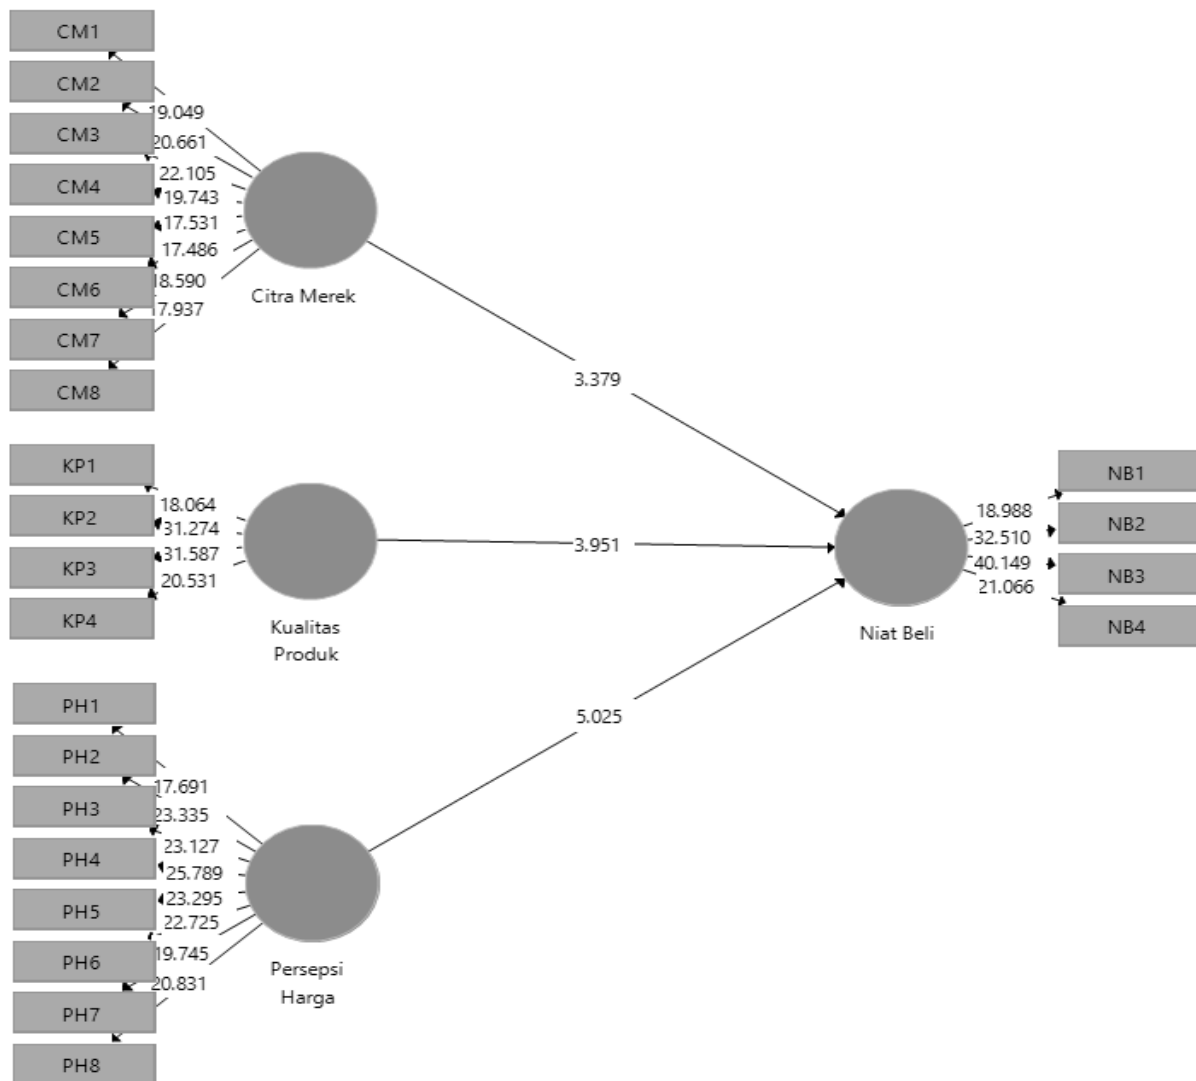 CM1
CM2
CM3
CM4
CM5
CM6
CM7
CM8
19.049
20.661
22.105
19.743
17.531
17.486
18.590
17.937
Citra Merek
3.379
KP1
KP2
KP3
KP4
18.064
31.274
31.587
20.531
Kualitas
Produk
3.951
PH1
PH2
PH3
PH4
PH5
PH6
PH7
PH8
17.691
23.335
23.127
25.789
23.295
22.725
19.745
20.831
Persepsi
Harga
5.025
Niat Beli
18.988
32.510
40.149
21.066
NB1
NB2
NB3
NB4